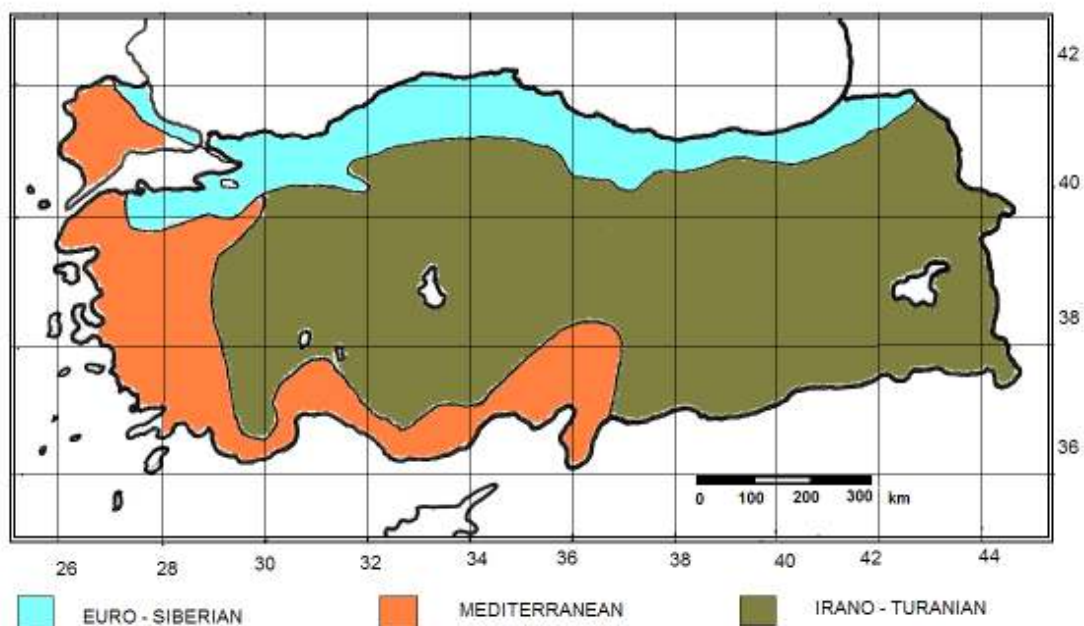 42
40
38
36
0 100 200 300 km
26 28 30 32 34 36 38 40 42 44
EURO - SIBERIAN MEDITERRANEAN IRANO - TURANIAN